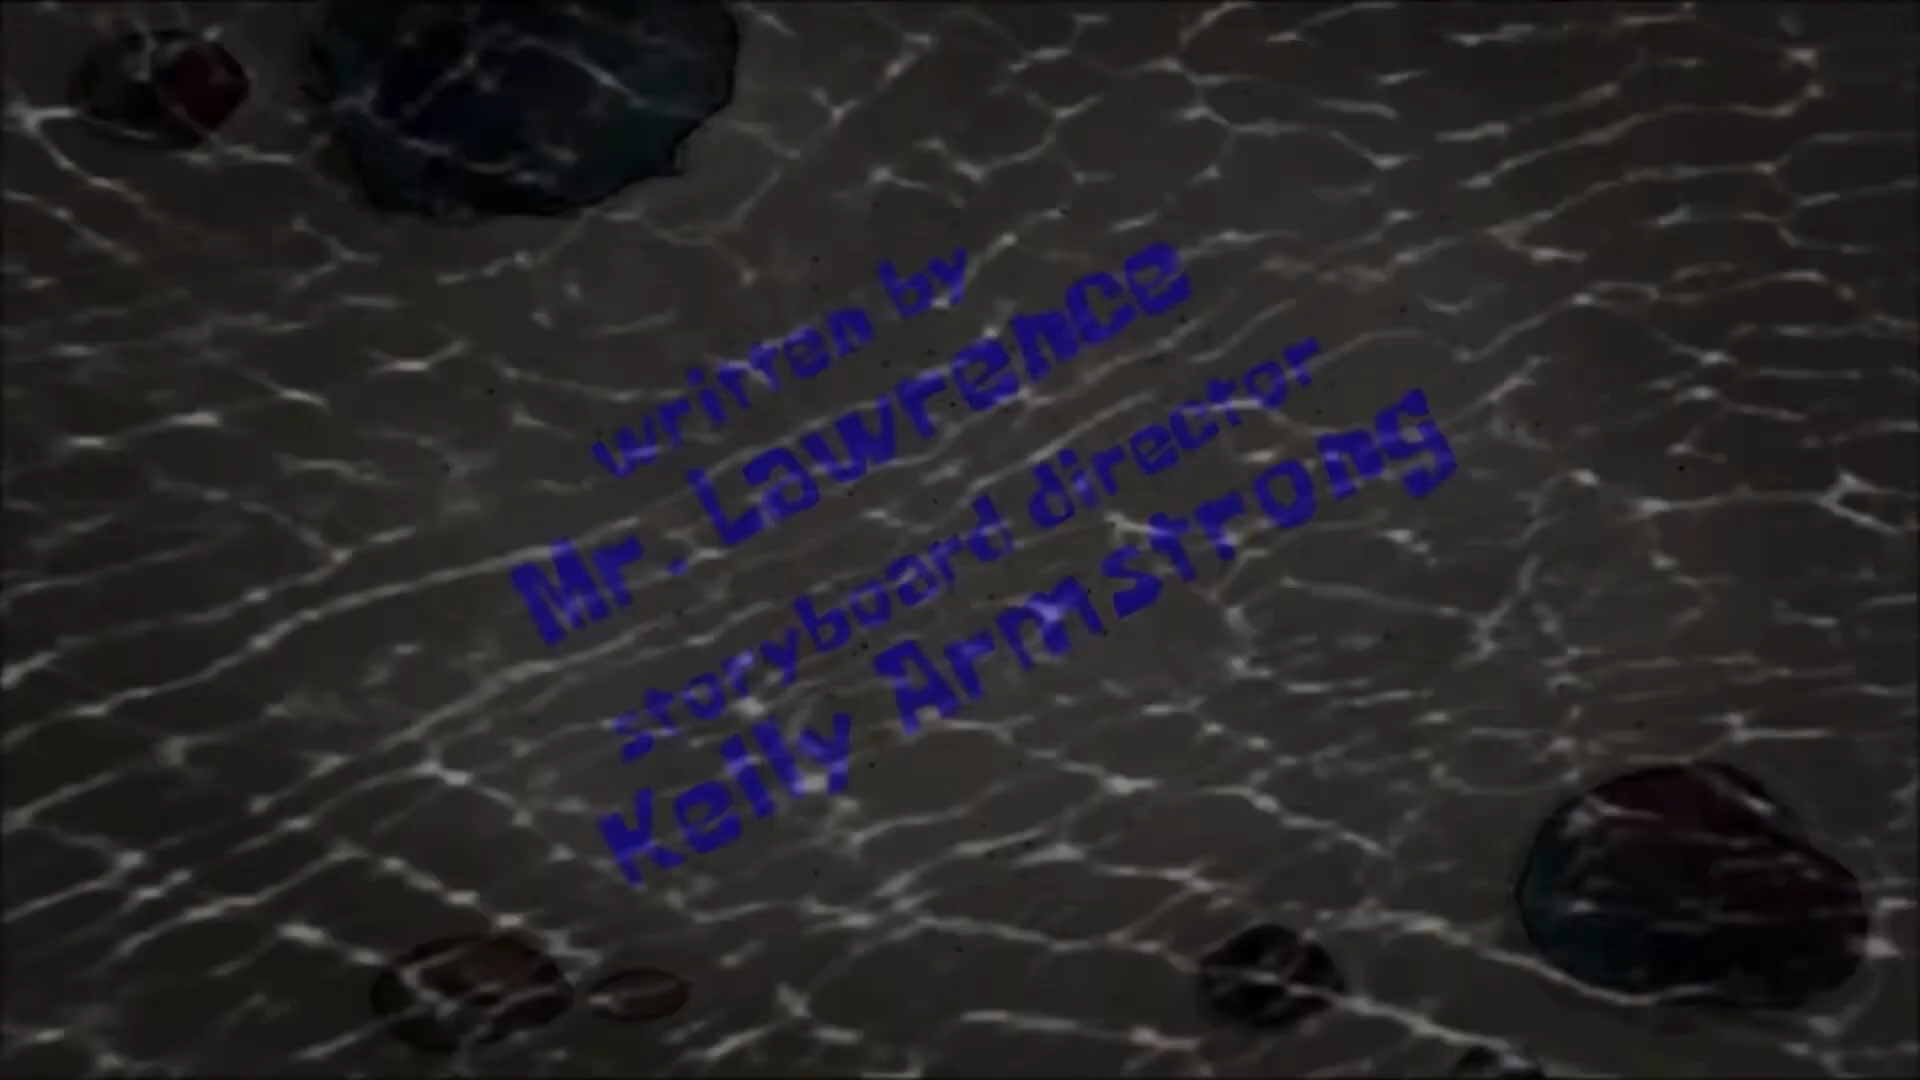 written by
Mr. Lawrence
storyboard director
Kelly Armstrong